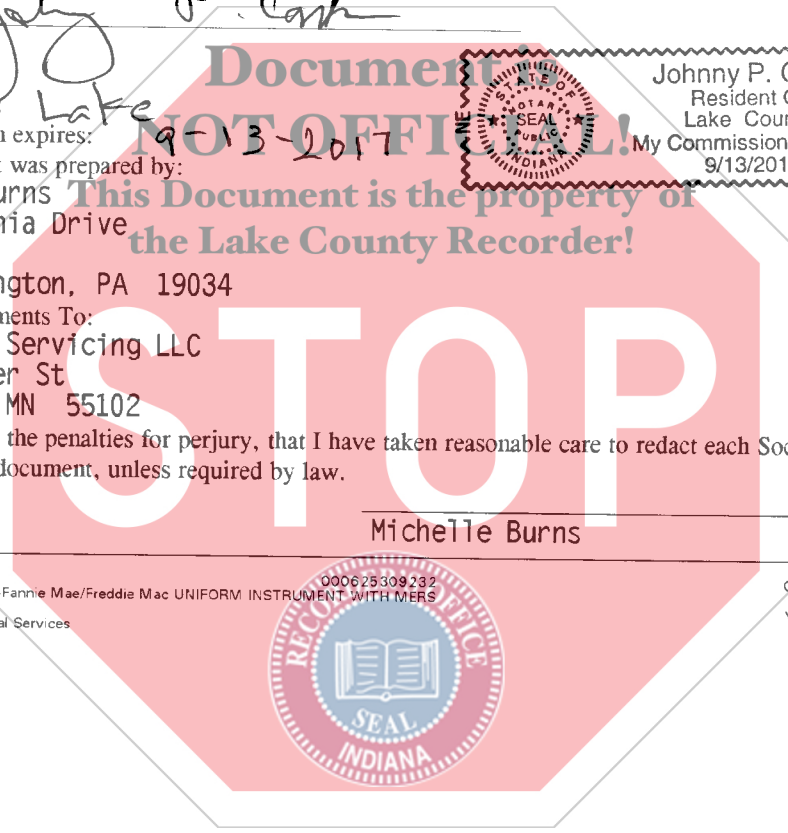 Document is
Johnny P. C
Resident
Lake Coun
My Commission
9/13/201
STATE OF INDIANA
NOTARY PUBLIC
SEAL
Lake
NOT OFFICIAL!
n expires: 9-13-2017
t was prepared by:
urns
This Document is the property of
nia Drive
the Lake County Recorder!
ngton, PA 19034
ments To:
Servicing LLC
er St
MN 55102
STOP
the penalties for perjury, that I have taken reasonable care to redact each Soc
document, unless required by law.
Michelle Burns
000625309232
-Fannie Mae/Freddie Mac UNIFORM INSTRUMENT WITH MERS
al Services
RECORDER'S OFFICE
SEAL
INDIANA